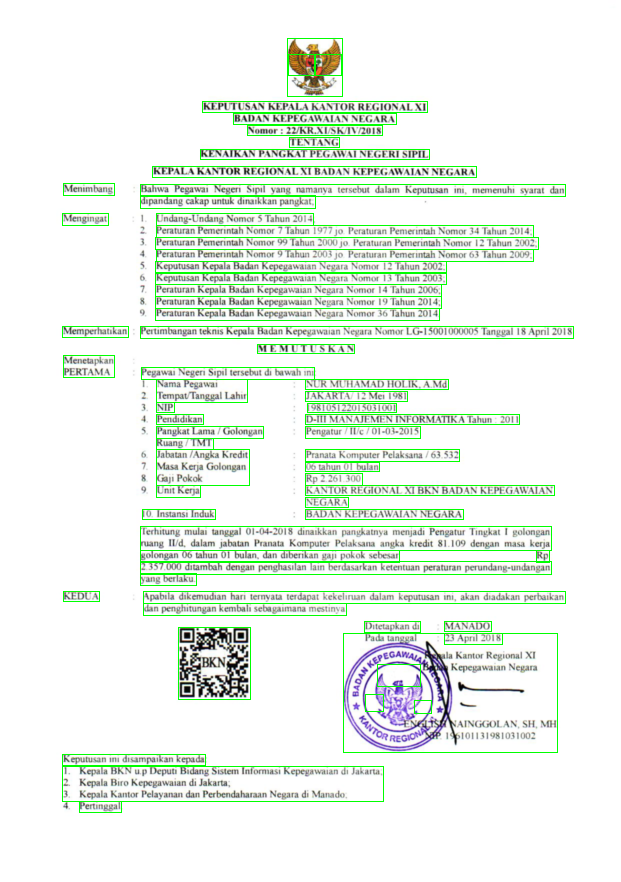 KEPUTUSAN KEPALA KANTOR REGIONAL XI
BADAN KEPEGAWAIAN NEGARA
Nomor : 22/KR.XI/SK/IV/2018
TENTANG
KENAIKAN PANGKAT PEGAWAI NEGERI SIPIL
KEPALA KANTOR REGIONAL XI BADAN KEPEGAWAIAN NEGARA
Menimbang : Bahwa Pegawai Negeri Sipil yang namanya tersebut dalam Keputusan ini, memenuhi syarat dan
dipandang cakap untuk dinaikkan pangkat;
Mengingat : 1. Undang-Undang Nomor 5 Tahun 2014;
2. Peraturan Pemerintah Nomor 7 Tahun 1977 jo. Peraturan Pemerintah Nomor 34 Tahun 2014;
3. Peraturan Pemerintah Nomor 99 Tahun 2000 jo. Peraturan Pemerintah Nomor 12 Tahun 2002;
4. Peraturan Pemerintah Nomor 9 Tahun 2003 jo. Peraturan Pemerintah Nomor 63 Tahun 2009;
5. Keputusan Kepala Badan Kepegawaian Negara Nomor 12 Tahun 2002;
6. Keputusan Kepala Badan Kepegawaian Negara Nomor 13 Tahun 2003;
7. Peraturan Kepala Badan Kepegawaian Negara Nomor 14 Tahun 2006;
8. Peraturan Kepala Badan Kepegawaian Negara Nomor 19 Tahun 2014;
9. Peraturan Kepala Badan Kepegawaian Negara Nomor 36 Tahun 2014
Memperhatikan : Pertimbangan teknis Kepala Badan Kepegawaian Negara Nomor LG-15001000005 Tanggal 18 April 2018
M E M U T U S K A N
Menetapkan :
PERTAMA : Pegawai Negeri Sipil tersebut di bawah ini
1. Nama Pegawai : NUR MUHAMAD HOLIK, A.Md
2. Tempat/Tanggal Lahir : JAKARTA/ 12 Mei 1981
3. NIP : 198105122015031001
4. Pendidikan : D-III MANAJEMEN INFORMATIKA Tahun : 2011
5. Pangkat Lama / Golongan : Pengatur / II/c / 01-03-2015
Ruang / TMT
6. Jabatan /Angka Kredit : Pranata Komputer Pelaksana / 63.532
7. Masa Kerja Golongan : 06 tahun 01 bulan
8. Gaji Pokok : Rp 2.261.300
9. Unit Kerja : KANTOR REGIONAL XI BKN BADAN KEPEGAWAIAN
NEGARA
10. Instansi Induk : BADAN KEPEGAWAIAN NEGARA
Terhitung mulai tanggal 01-04-2018 dinaikkan pangkatnya menjadi Pengatur Tingkat I golongan
ruang II/d, dalam jabatan Pranata Komputer Pelaksana angka kredit 81.109 dengan masa kerja
golongan 06 tahun 01 bulan, dan diberikan gaji pokok sebesar Rp
2.357.000 ditambah dengan penghasilan lain berdasarkan ketentuan peraturan perundang-undangan
yang berlaku.
KEDUA : Apabila dikemudian hari ternyata terdapat kekeliruan dalam keputusan ini, akan diadakan perbaikan
dan penghitungan kembali sebagaimana mestinya
Ditetapkan di : MANADO
Pada tanggal : 23 April 2018
Kepala Kantor Regional XI
Badan Kepegawaian Negara
BKN
BADAN KEPEGAWAIAN NEGARA
KANTOR REGIONAL
NAINGGOLAN, SH, MH
NIP. 196101131981031002
Keputusan ini disampaikan kepada
1. Kepala BKN u.p Deputi Bidang Sistem Informasi Kepegawaian di Jakarta;
2. Kepala Biro Kepegawaian di Jakarta;
3. Kepala Kantor Pelayanan dan Perbendaharaan Negara di Manado;
4. Pertinggal